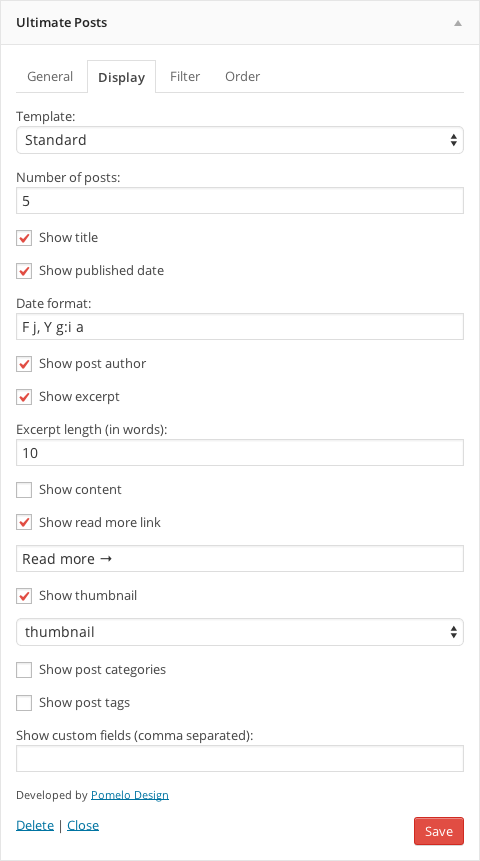 Ultimate Posts
General Display Filter Order
Template:
Standard
Number of posts:
5
Show title
Show published date
Date format:
F j, Y g:i a
Show post author
Show excerpt
Excerpt length (in words):
10
Show content
Show read more link
Read more →
Show thumbnail
thumbnail
Show post categories
Show post tags
Show custom fields (comma separated):
Developed by Pomelo Design
Delete | Close Save